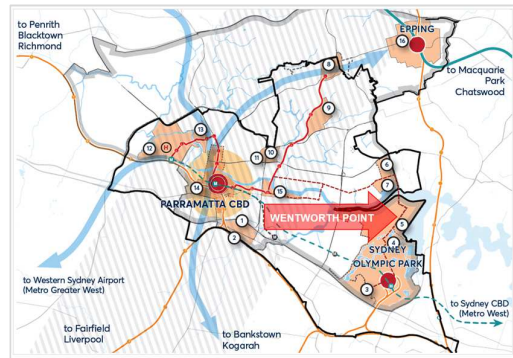 to Penrith
Blacktown
Richmond
EPPING
16
to Macquarie
Park
Chatswood
8
9
13
12
H
10
11
6
7
14
15
PARRAMATTA CBD
WENTWORTH POINT
1
2
5
4
SYDNEY
OLYMPIC PARK
3
to Western Sydney Airport
(Metro Greater West)
to Sydney CBD
(Metro West)
to Fairfield
Liverpool
to Bankstown
Kogarah